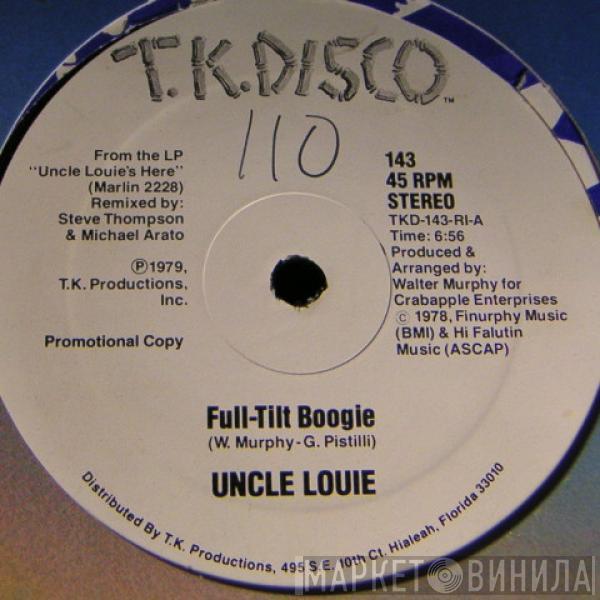 T.K.DISCO™
110
From the LP
"Uncle Louie's Here"
(Marlin 2228)
Remixed by:
Steve Thompson
& Michael Arato
Ⓟ1979,
T.K. Productions,
Inc.
Promotional Copy
143
45 RPM
STEREO
TKD-143-RI-A
Time: 6:56
Produced &
Arranged by:
Walter Murphy for
Crabapple Enterprises
© 1978, Finurphy Music
(BMI) & Hi Falutin
Music (ASCAP)
Full-Tilt Boogie
(W. Murphy-G. Pistilli)
UNCLE LOUIE
Distributed By T.K. Productions, 495 S.E. 10th Ct. Hialeah, Florida 33010
МАРКЕТ ВИНИЛА